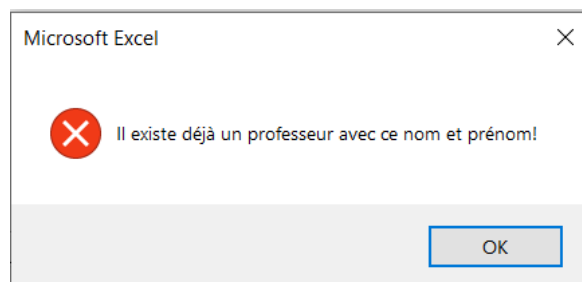 Microsoft Excel
Il existe déjà un professeur avec ce nom et prénom!
OK